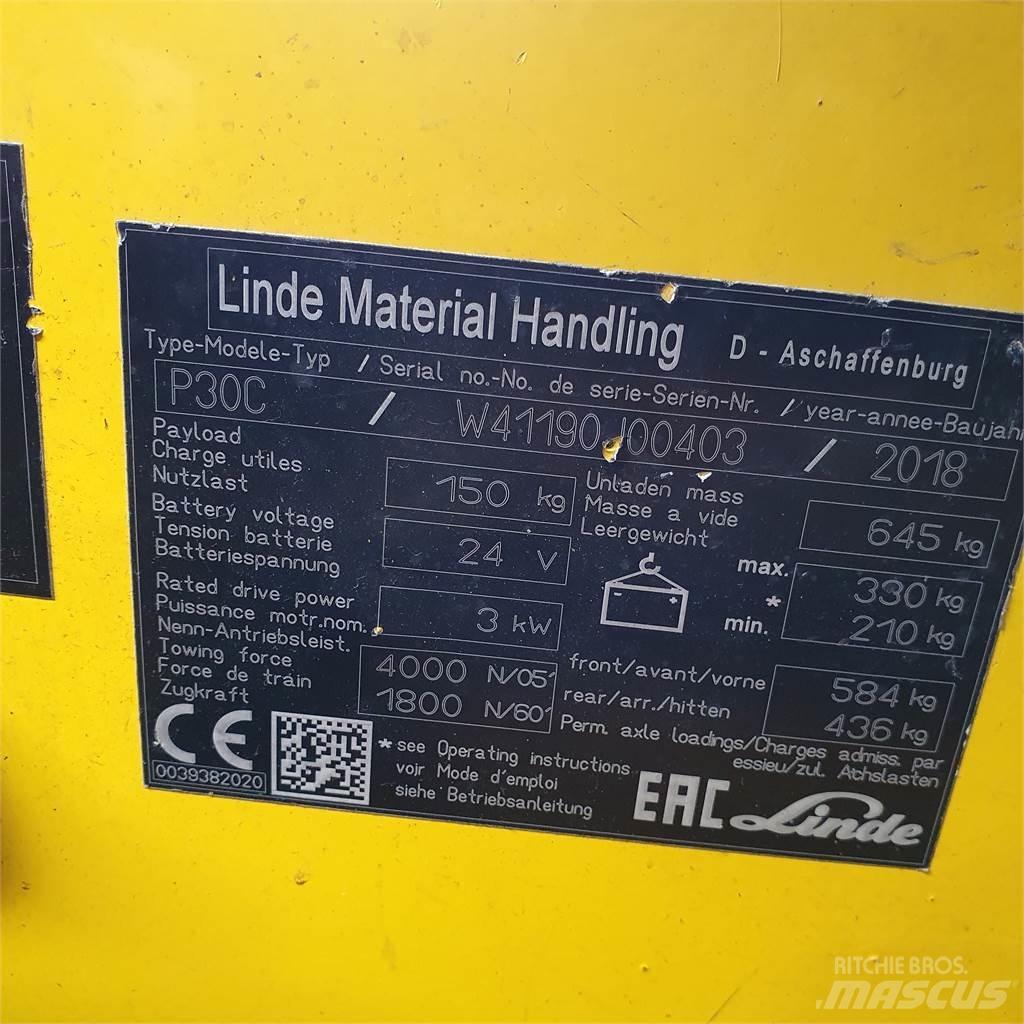 Linde Material Handling D - Aschaffenburg
Type-Modele-Typ / Serial no.-No. de serie-Serien-Nr. / year-annee-Baujahr
P30C / W41190J00403 / 2018
Payload
Charge utiles
Nutzlast
150 kg
Unladen mass
Masse a vide
Leergewicht
645 kg
Battery voltage
Tension batterie
Batteriespannung
24 V
max. 330 kg
*
min. 210 kg
Rated drive power
Puissance motr.nom.
Nenn-Antriebsleist.
3 kW
Towing force
Force de train
Zugkraft
4000 N/05'
1800 N/60'
front/avant/vorne 584 kg
rear/arr./hitten 436 kg
Perm. axle loadings/Charges admiss. par
essieu/zul. Atchslasten
CE
0039382020
* see Operating instructions
voir Mode d'emploi
siehe Betriebsanleitung
EAC Linde
RITCHIE BROS.
MASCUS